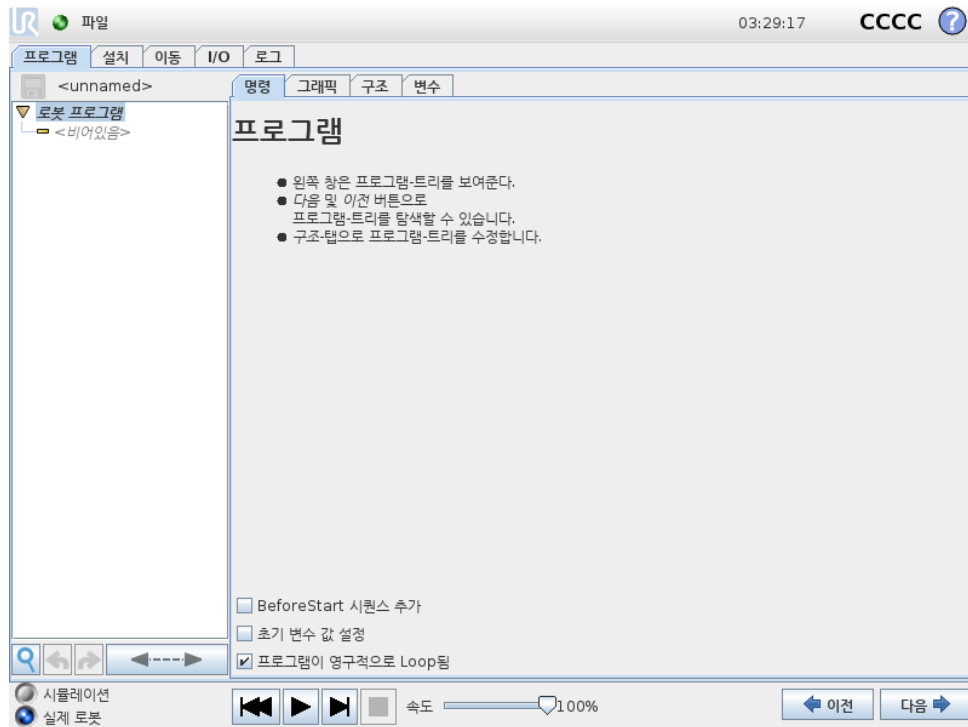 UR 파일 03:29:17 CCCC ?
프로그램 설치 이동 I/O 로그
<unnamed> 명령 그래픽 구조 변수
로봇 프로그램
<비어있음>
프로그램
왼쪽 창은 프로그램-트리를 보여준다.
다음 및 이전 버튼으로
프로그램-트리를 탐색할 수 있습니다.
구조-탭으로 프로그램-트리를 수정합니다.
BeforeStart 시퀀스 추가
초기 변수 값 설정
프로그램이 영구적으로 Loop됨
시뮬레이션
실제 로봇
속도 100% 이전 다음